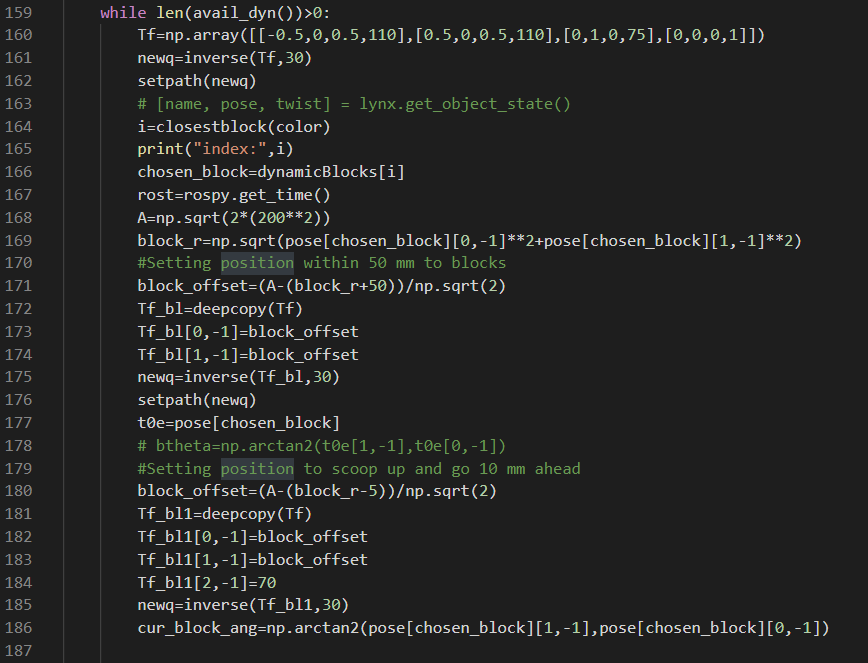 159 while len(avail_dyn())>0:
160 Tf=np.array([[-0.5,0,0.5,110],[0.5,0,0.5,110],[0,1,0,75],[0,0,0,1]])
161 newq=inverse(Tf,30)
162 setpath(newq)
163 # [name, pose, twist] = lynx.get_object_state()
164 i=closestblock(color)
165 print("index:",i)
166 chosen_block=dynamicBlocks[i]
167 rost=rospy.get_time()
168 A=np.sqrt(2*(200**2))
169 block_r=np.sqrt(pose[chosen_block][0,-1]**2+pose[chosen_block][1,-1]**2)
170 #Setting position within 50 mm to blocks
171 block_offset=(A-(block_r+50))/np.sqrt(2)
172 Tf_bl=deepcopy(Tf)
173 Tf_bl[0,-1]=block_offset
174 Tf_bl[1,-1]=block_offset
175 newq=inverse(Tf_bl,30)
176 setpath(newq)
177 t0e=pose[chosen_block]
178 # btheta=np.arctan2(t0e[1,-1],t0e[0,-1])
179 #Setting position to scoop up and go 10 mm ahead
180 block_offset=(A-(block_r-5))/np.sqrt(2)
181 Tf_bl1=deepcopy(Tf)
182 Tf_bl1[0,-1]=block_offset
183 Tf_bl1[1,-1]=block_offset
184 Tf_bl1[2,-1]=70
185 newq=inverse(Tf_bl1,30)
186 cur_block_ang=np.arctan2(pose[chosen_block][1,-1],pose[chosen_block][0,-1])
187